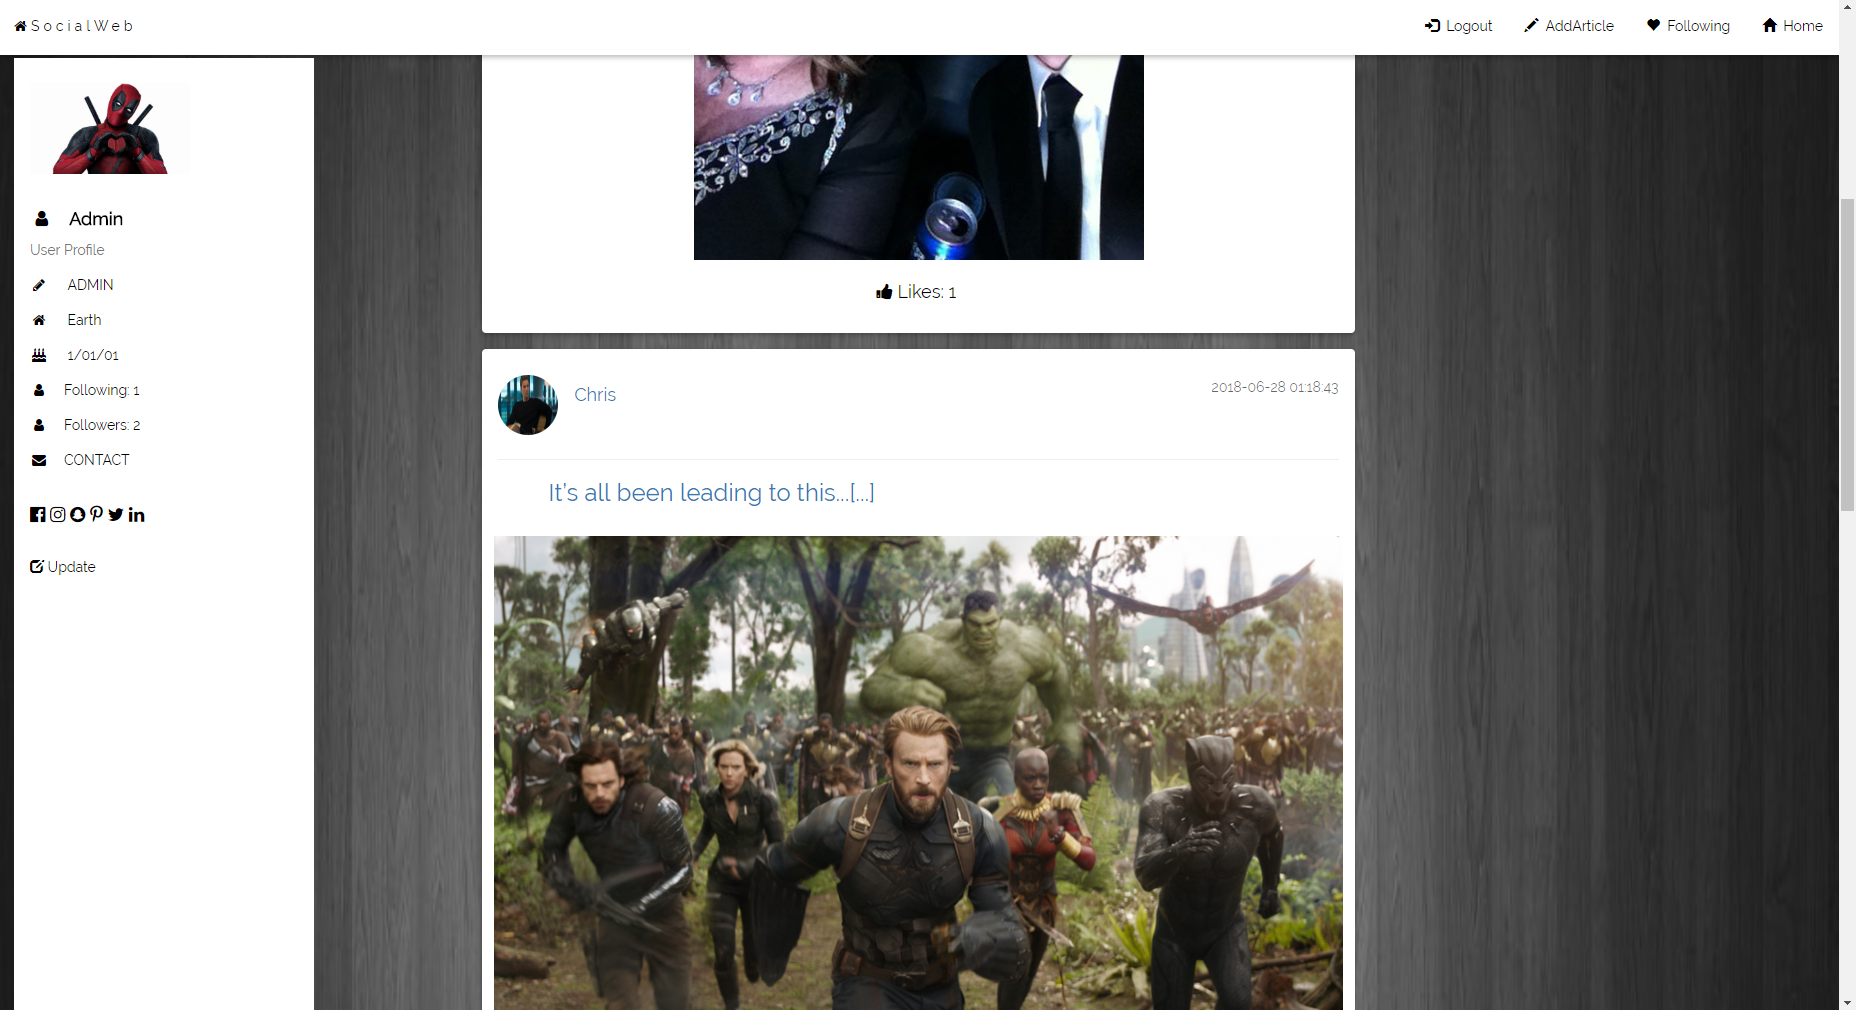 SocialWeb
Logout AddArticle Following Home
Admin
User Profile
ADMIN
Earth
1/01/01
Following: 1
Followers: 2
CONTACT
Update
Likes: 1
Chris
2018-06-28 01:18:43
It’s all been leading to this...[...]